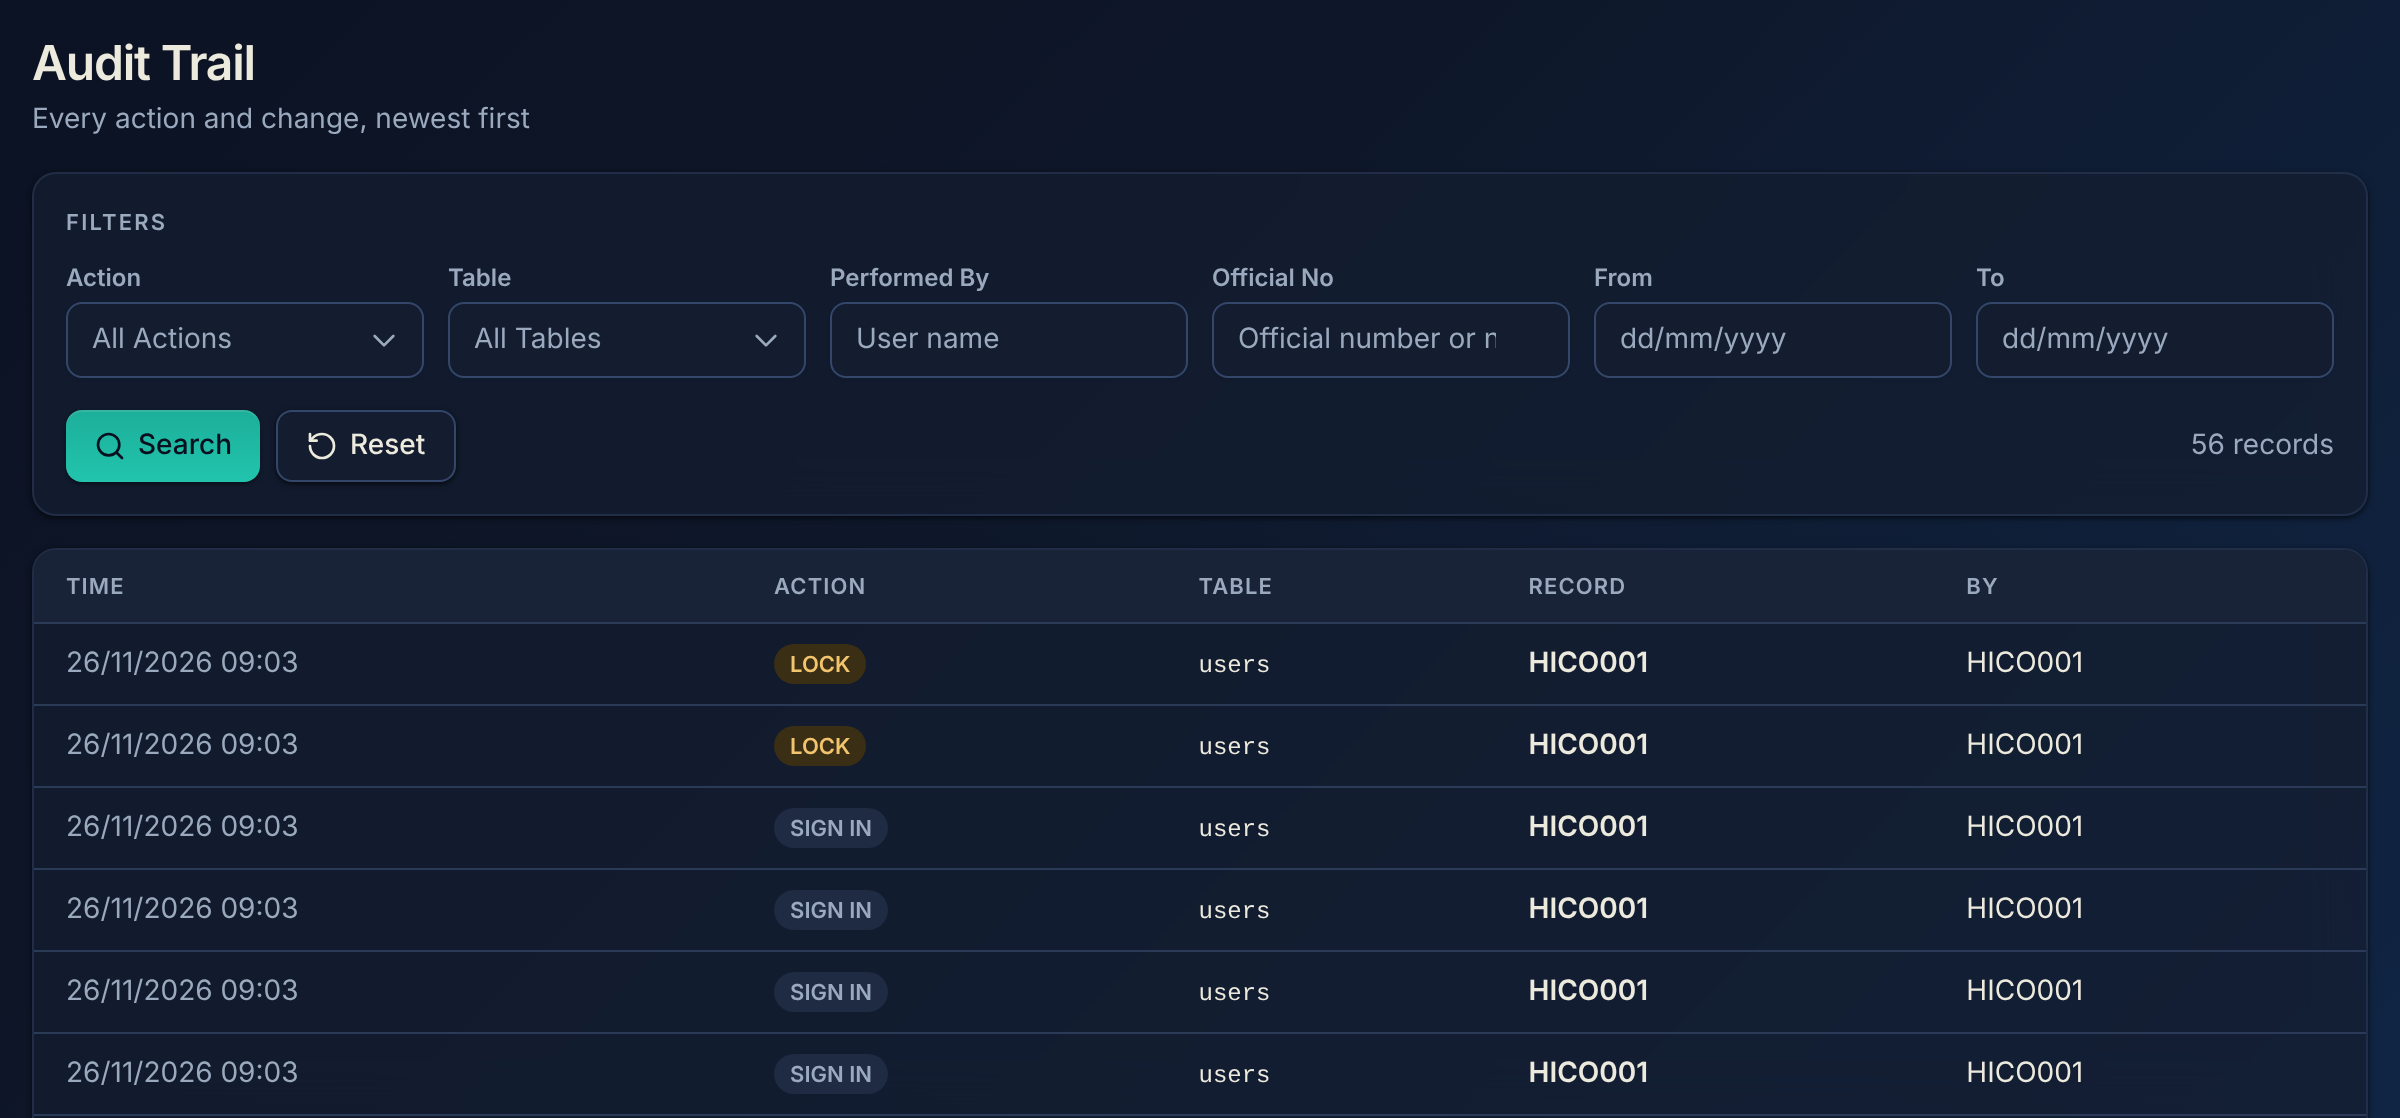 Audit Trail
Every action and change, newest first
FILTERS
Action Table Performed By Official No From To
All Actions All Tables User name Official number or dd/mm/yyyy dd/mm/yyyy
Search Reset 56 records
TIME ACTION TABLE RECORD BY
26/11/2026 09:03 LOCK users HICO001 HICO001
26/11/2026 09:03 LOCK users HICO001 HICO001
26/11/2026 09:03 SIGN IN users HICO001 HICO001
26/11/2026 09:03 SIGN IN users HICO001 HICO001
26/11/2026 09:03 SIGN IN users HICO001 HICO001
26/11/2026 09:03 SIGN IN users HICO001 HICO001